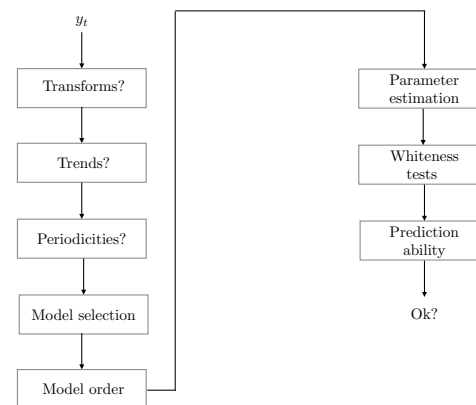 y_t
Transforms?
Trends?
Periodicities?
Model selection
Model order
Parameter
estimation
Whiteness
tests
Prediction
ability
Ok?